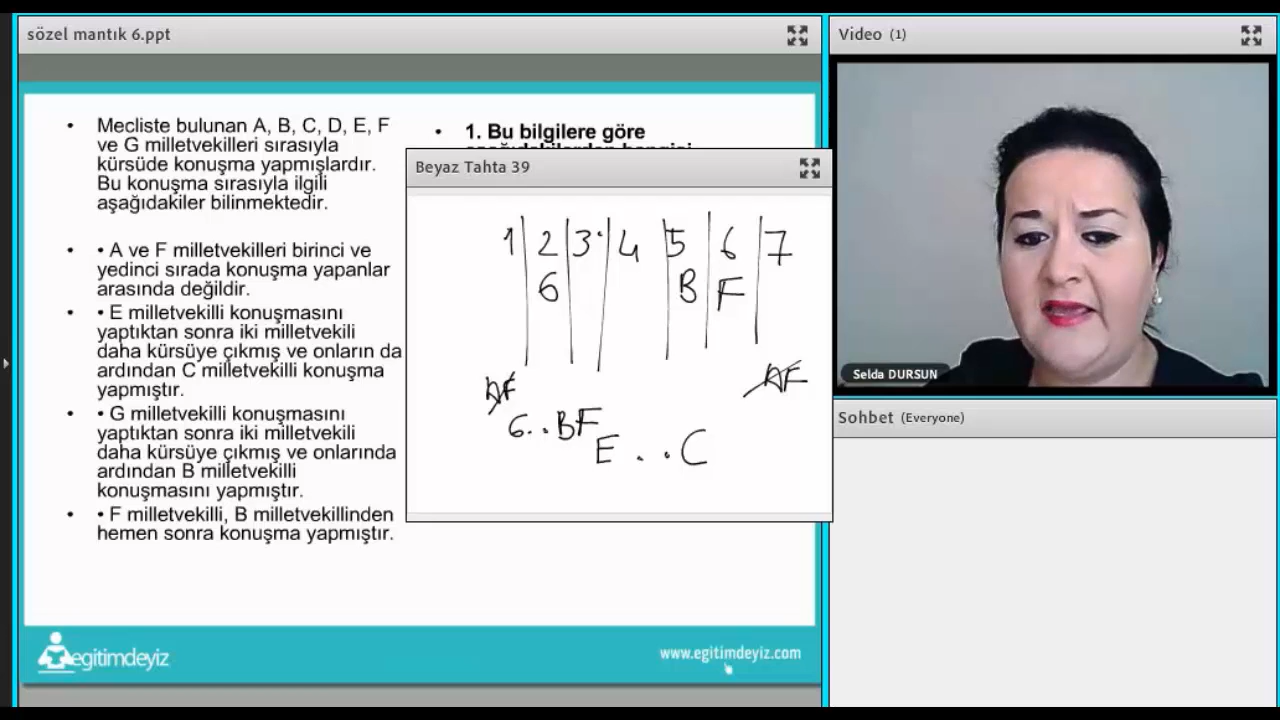 sözel mantık 6.ppt
Mecliste bulunan A, B, C, D, E, F
ve G milletvekilleri sırasıyla
kürsüde konuşma yapmışlardır.
Bu konuşma sırasıyla ilgili
aşağıdakiler bilinmektedir.
• A ve F milletvekilleri birinci ve
yedinci sırada konuşma yapanlar
arasında değildir.
• E milletvekilli konuşmasını
yaptıktan sonra iki milletvekili
daha kürsüye çıkmış ve onların da
ardından C milletvekilli konuşma
yapmıştır.
• G milletvekilli konuşmasını
yaptıktan sonra iki milletvekili
daha kürsüye çıkmış ve onlarında
ardından B milletvekilli
konuşmasını yapmıştır.
• F milletvekilli, B milletvekillinden
hemen sonra konuşma yapmıştır.
1. Bu bilgilere göre
Beyaz Tahta 39
1 2 3 4 5 6 7
6 B F
AF AF
6 . . BF
E . . C
egitimdeyiz
www.egitimdeyiz.com
Video (1)
Selda DURSUN
Sohbet (Everyone)